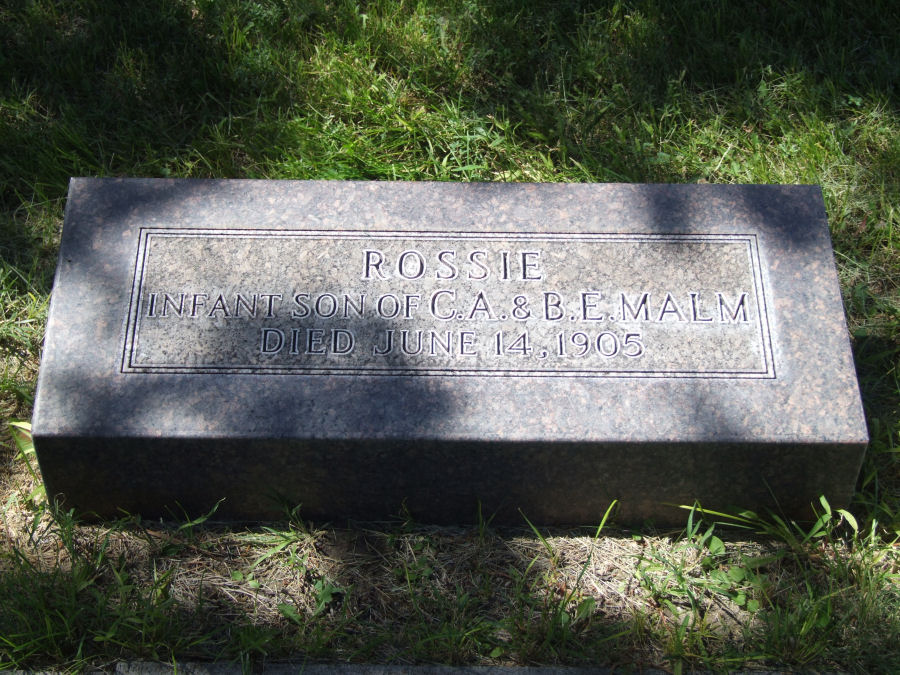 ROSSIE
INFANT SON OF C.A. & B.E. MALM
DIED JUNE 14, 1905